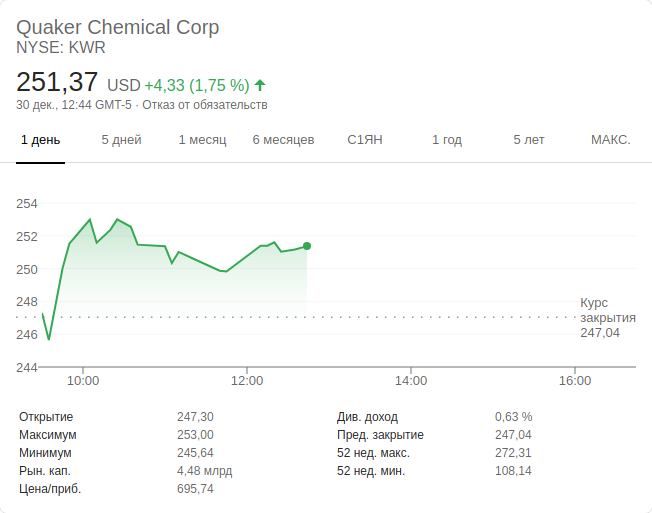 Quaker Chemical Corp
NYSE: KWR
251,37 USD +4,33 (1,75 %)
30 дек., 12:44 GMT-5 · Отказ от обязательств
1 день 5 дней 1 месяц 6 месяцев С1ЯН 1 год 5 лет МАКС.
254
252
250
248
246
244
Курс
закрытия
247,04
10:00 12:00 14:00 16:00
Открытие 247,30 Див. доход 0,63 %
Максимум 253,00 Пред. закрытие 247,04
Минимум 245,64 52 нед. макс. 272,31
Рын. кап. 4,48 млрд 52 нед. мин. 108,14
Цена/приб. 695,74